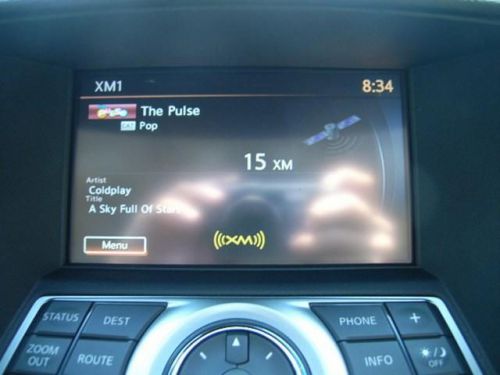 XM1 8:34
The Pulse
CAT Pop
15 XM
Artist
Coldplay
Title
A Sky Full Of Stars
Menu
((XM))
STATUS DEST PHONE +
ZOOM OUT ROUTE INFO OFF